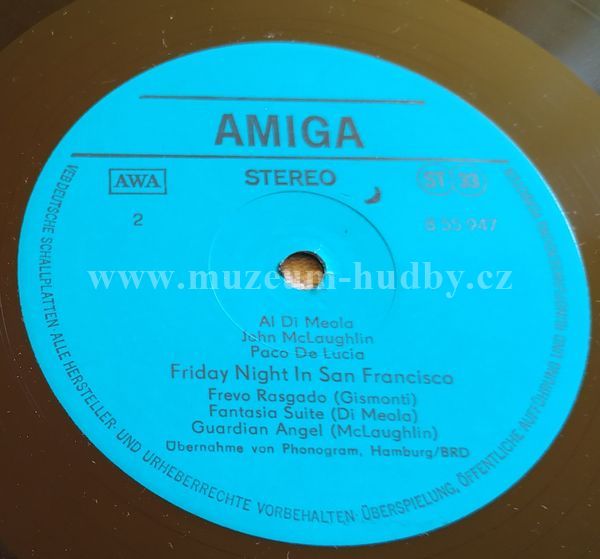 AMIGA
AWA
STEREO
ST 33
2
8 55 947
www.muzeum-hudby.cz
Al Di Meola
John McLaughlin
Paco De Lucia
Friday Night In San Francisco
Frevo Rasgado (Gismonti)
Fantasia Suite (Di Meola)
Guardian Angel (McLaughlin)
Übernahme von Phonogram, Hamburg/BRD
VEB DEUTSCHE SCHALLPLATTEN · ALLE HERSTELLER- UND URHEBERRECHTE VORBEHALTEN · ÜBERSPIELUNG, ÖFFENTLICHE AUFFÜHRUNG UND RUNDFUNKSENDUNG